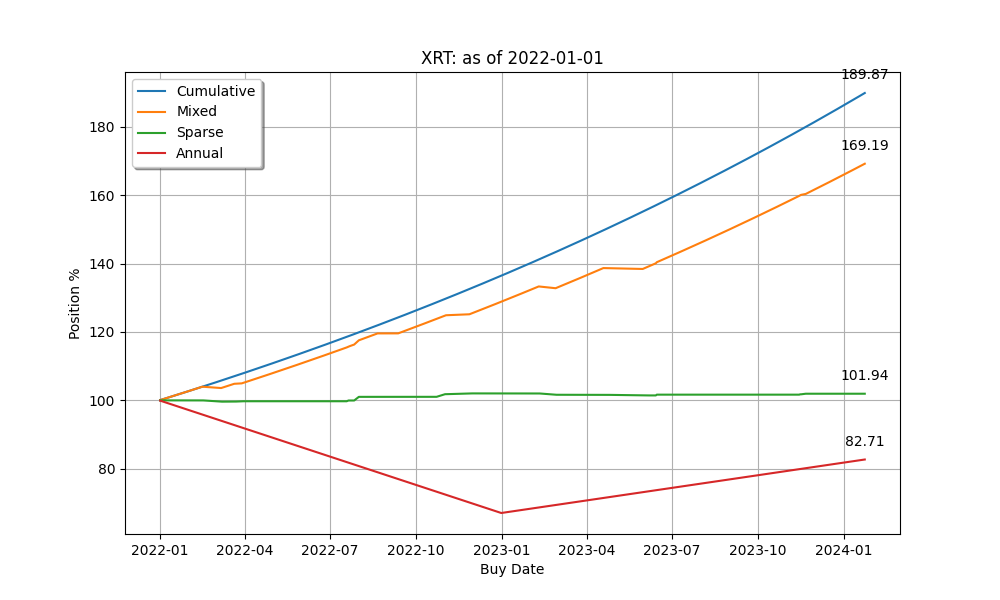 XRT: as of 2022-01-01
189.87
Cumulative
Mixed
Sparse
Annual
169.19
101.94
82.71
180
160
140
120
100
80
Position %
2022-01 2022-04 2022-07 2022-10 2023-01 2023-04 2023-07 2023-10 2024-01
Buy Date